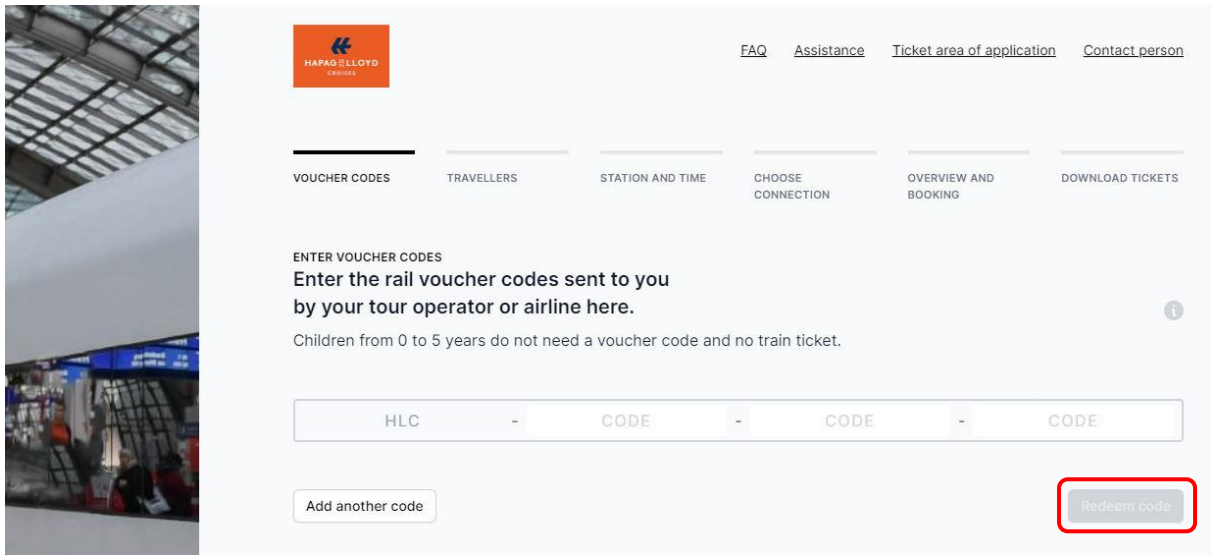 HAPAG LLOYD
CRUISES
FAQ Assistance Ticket area of application Contact person
VOUCHER CODES TRAVELLERS STATION AND TIME CHOOSE CONNECTION OVERVIEW AND BOOKING DOWNLOAD TICKETS
ENTER VOUCHER CODES
Enter the rail voucher codes sent to you
by your tour operator or airline here.
Children from 0 to 5 years do not need a voucher code and no train ticket.
HLC - CODE - CODE - CODE
Add another code Redeem code